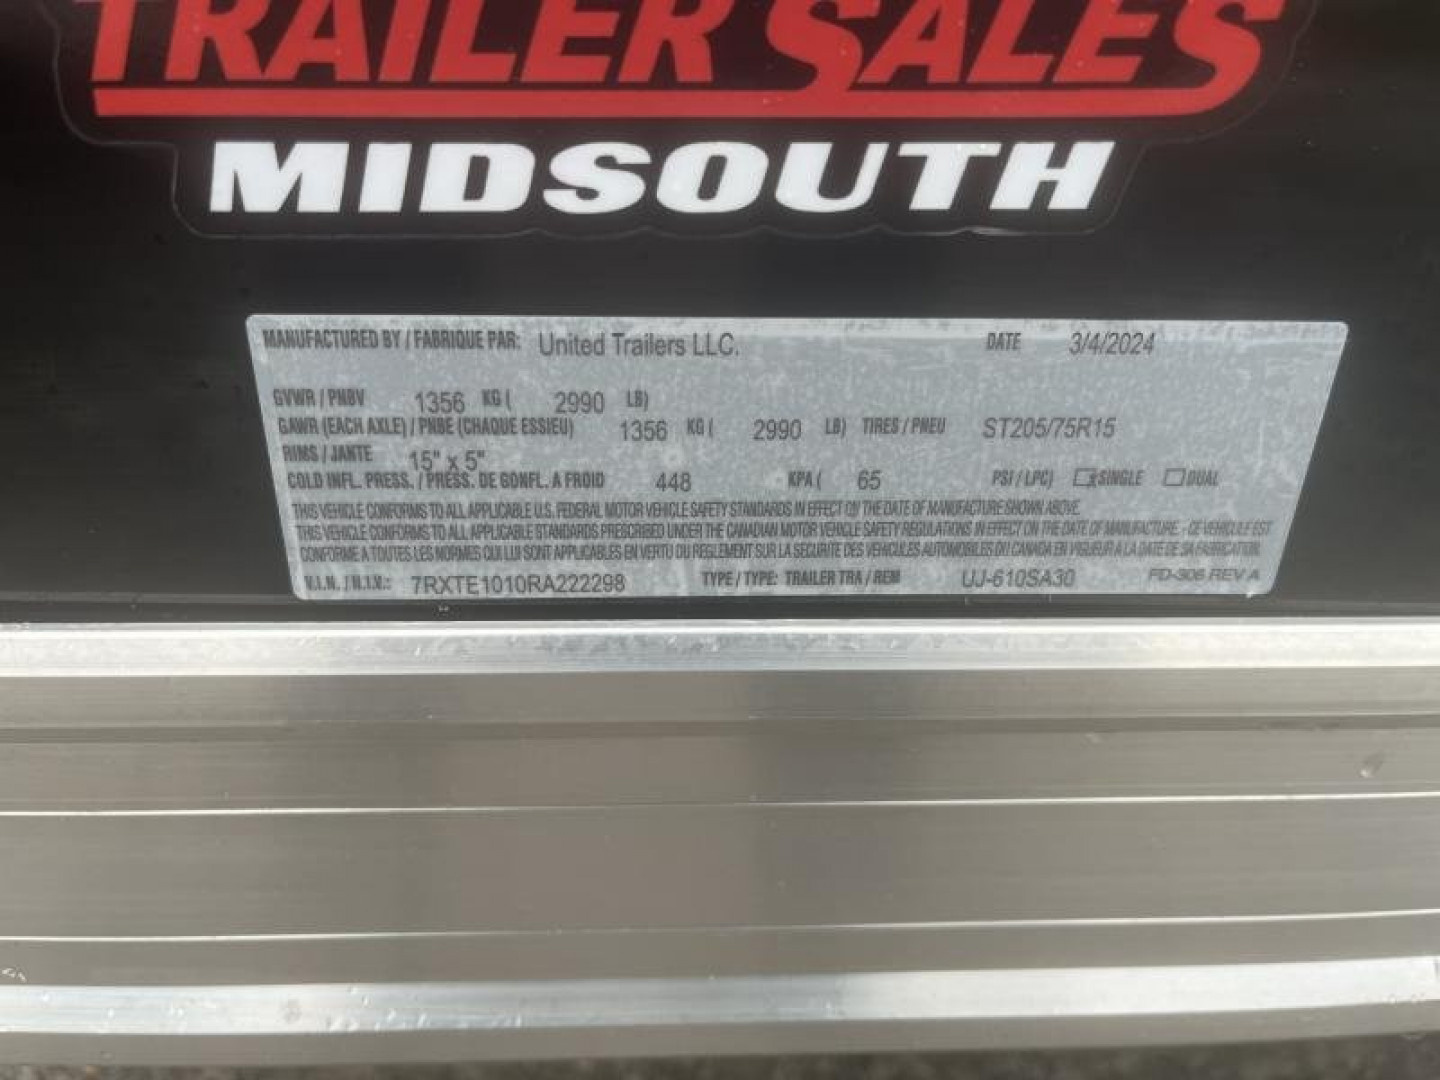 TRAILER SALES
MIDSOUTH
MANUFACTURED BY / FABRIQUE PAR: United Trailers LLC. DATE 3/4/2024
GVWR / PNBV 1356 KG ( 2990 LB)
GAWR (EACH AXLE) / PNBE (CHAQUE ESSIEU) 1356 KG ( 2990 LB) TIRES / PNEU ST205/75R15
RIMS / JANTE 15" x 5"
COLD INFL. PRESS. / PRESS. DE GONFL. A FROID 448 KPA ( 65 PSI / LPC) SINGLE DUAL
THIS VEHICLE CONFORMS TO ALL APPLICABLE U.S. FEDERAL MOTOR VEHICLE SAFETY STANDARDS IN EFFECT ON THE DATE OF MANUFACTURE SHOWN ABOVE.
THIS VEHICLE CONFORMS TO ALL APPLICABLE STANDARDS PRESCRIBED UNDER THE CANADIAN MOTOR VEHICLE SAFETY REGULATIONS IN EFFECT ON THE DATE OF MANUFACTURE. - CE VEHICULE EST
CONFORME A TOUTES LES NORMES QUI LUI SONT APPLICABLES EN VERTU DU REGLEMENT SUR LA SECURITE DES VEHICULES AUTOMOBILES DU CANADA EN VIGUEUR A LA DATE DE SA FABRICATION.
V.I.N. / N.I.V.: 7RXTE1010RA222298 TYPE / TYPE: TRAILER TRA / REM UJ-610SA30 FD-306 REV A